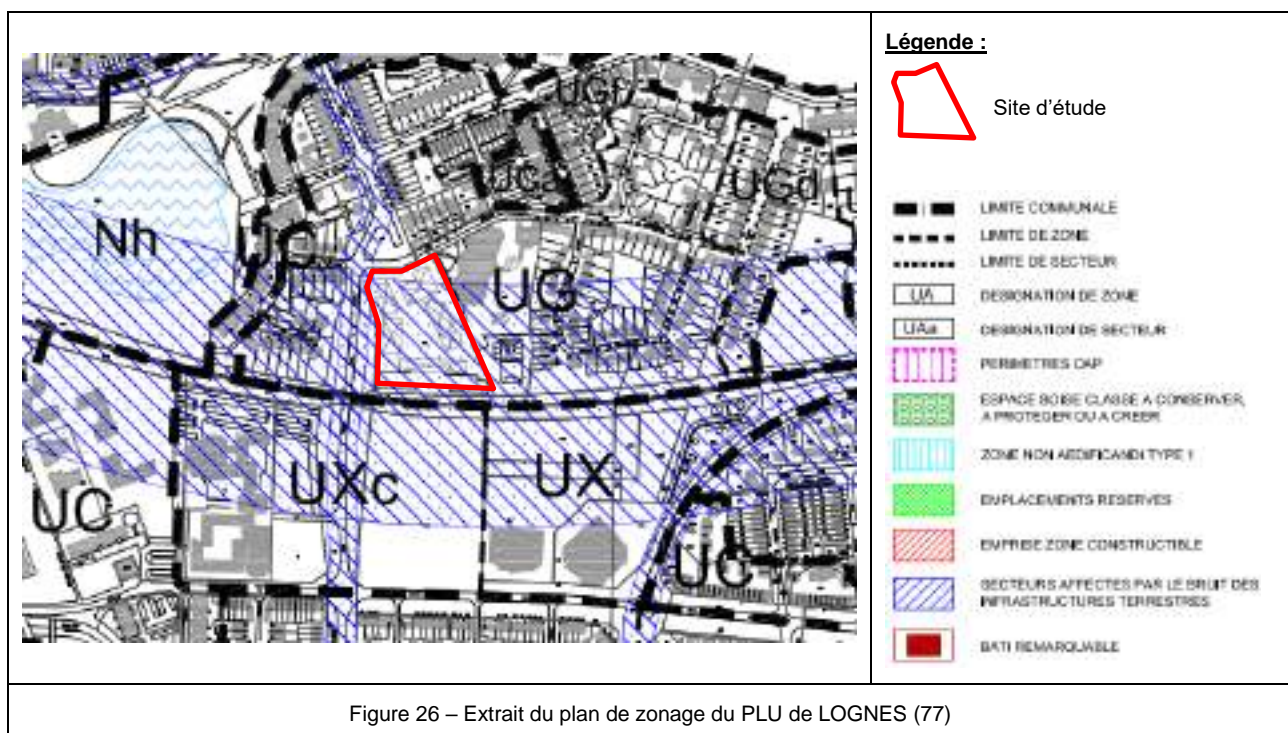 Légende :
Site d'étude
LIMITE COMMUNALE
LIMITE DE ZONE
LIMITE DE SECTEUR
UA DESIGNATION DE ZONE
UAa DESIGNATION DE SECTEUR
PERIMETRES OAP
ESPACE BOISE CLASSE A CONSERVER,
A PROTEGER OU A CREER
ZONE NON AEDIFICANDI TYPE 1
EMPLACEMENTS RESERVES
EMPRISE ZONE CONSTRUCTIBLE
SECTEURS AFFECTES PAR LE BRUIT DES
INFRASTRUCTURES TERRESTRES
BATI REMARQUABLE
UGd
Nh
UG
UXc
UX
UC
UC
Figure 26 – Extrait du plan de zonage du PLU de LOGNES (77)